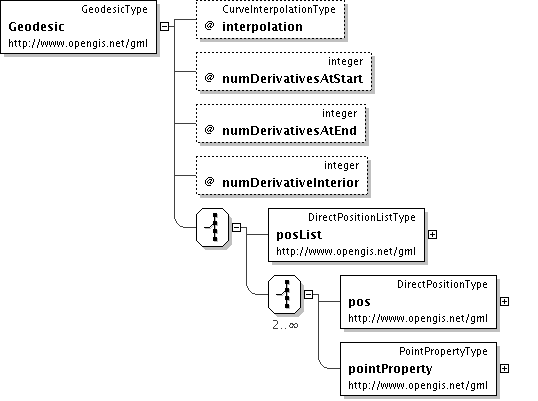 GeodesicType
Geodesic
http://www.opengis.net/gml
CurveInterpolationType
@ interpolation
integer
@ numDerivativesAtStart
integer
@ numDerivativesAtEnd
integer
@ numDerivativeInterior
DirectPositionListType
posList
http://www.opengis.net/gml
2..∞
DirectPositionType
pos
http://www.opengis.net/gml
PointPropertyType
pointProperty
http://www.opengis.net/gml